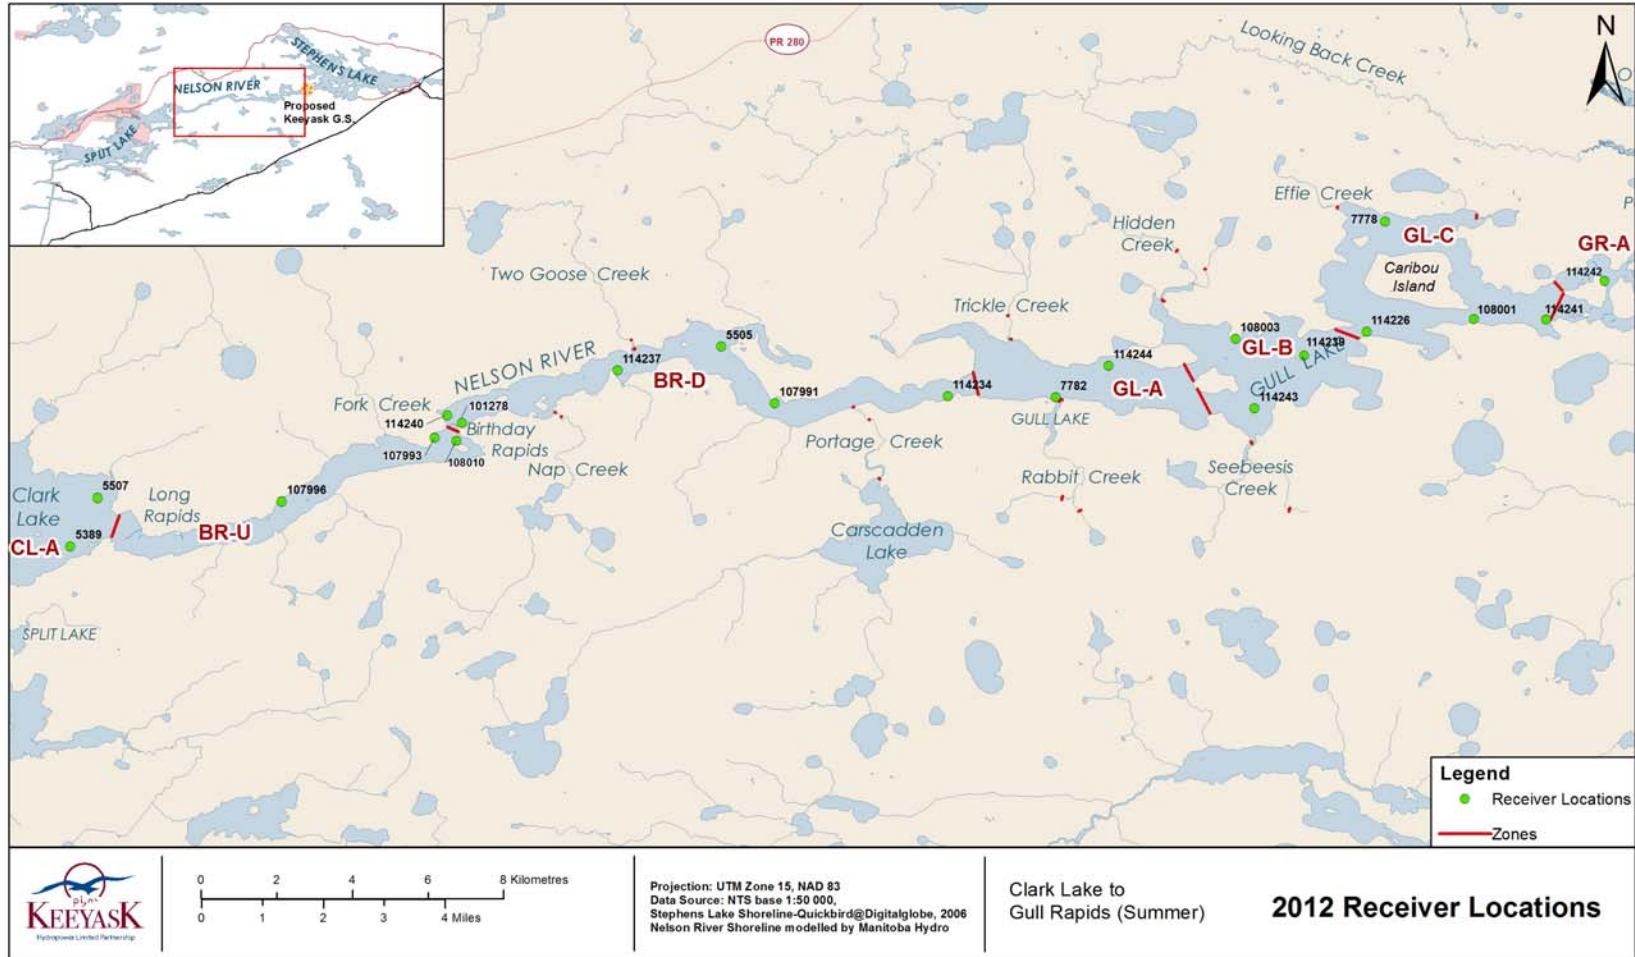 STEPHENS LAKE
NELSON RIVER
Proposed
Keeyask G.S.
SPLIT LAKE
PR 280
Looking Back Creek
N
Effie Creek
7778
GL-C
Hidden
Creek
GR-A
114242
Caribou
Island
Two Goose Creek
Trickle Creek
108001
114241
114226
108003
GL-B
114239
GULL LAKE
5505
NELSON RIVER
114237
BR-D
114244
107991
114234
7782
GL-A
114243
GULL LAKE
Fork Creek
101278
114240
Birthday
Rapids
107993
108010
Portage Creek
Nap Creek
Rabbit Creek
Seebeesis
Creek
Clark
Lake
5507
Long
Rapids
107996
BR-U
5389
CL-A
Carscadden
Lake
SPLIT LAKE
Legend
Receiver Locations
Zones
KEEYASK
Hydropower Limited Partnership
0 2 4 6 8 Kilometres
0 1 2 3 4 Miles
Projection: UTM Zone 15, NAD 83
Data Source: NTS base 1:50 000,
Stephens Lake Shoreline-Quickbird@Digitalglobe, 2006
Nelson River Shoreline modelled by Manitoba Hydro
Clark Lake to
Gull Rapids (Summer)
2012 Receiver Locations